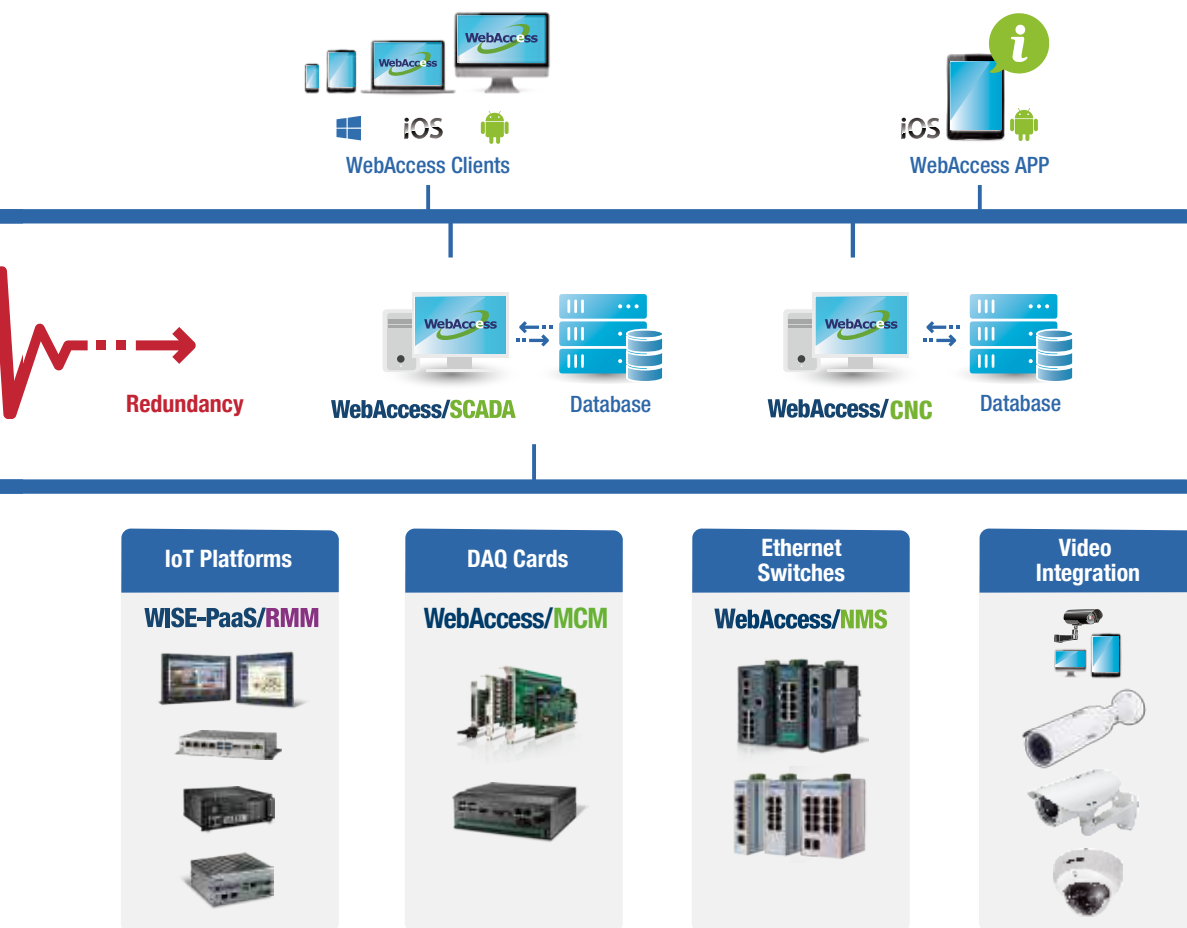 WebAccess
WebAccess
iOS
WebAccess Clients
i
iOS
WebAccess APP
WebAccess
WebAccess
Redundancy
WebAccess/SCADA
Database
WebAccess/CNC
Database
IoT Platforms
WISE-PaaS/RMM
DAQ Cards
WebAccess/MCM
Ethernet
Switches
WebAccess/NMS
Video
Integration